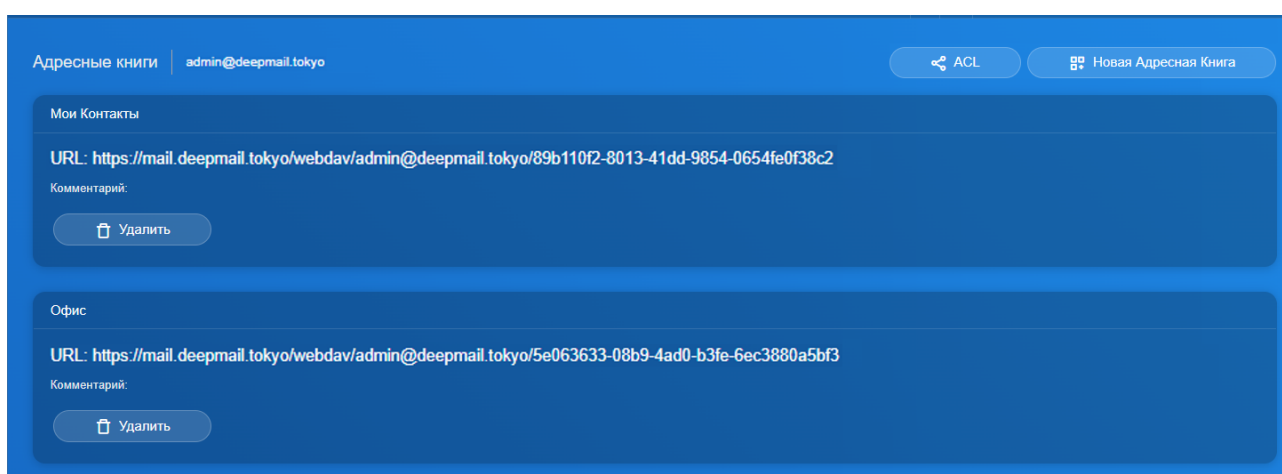 Адресные книги admin@deepmail.tokyo ACL Новая Адресная Книга
Мои Контакты
URL: https://mail.deepmail.tokyo/webdav/admin@deepmail.tokyo/89b110f2-8013-41dd-9854-0654fe0f38c2
Комментарий:
Удалить
Офис
URL: https://mail.deepmail.tokyo/webdav/admin@deepmail.tokyo/5e063633-08b9-4ad0-b3fe-6ec3880a5bf3
Комментарий:
Удалить